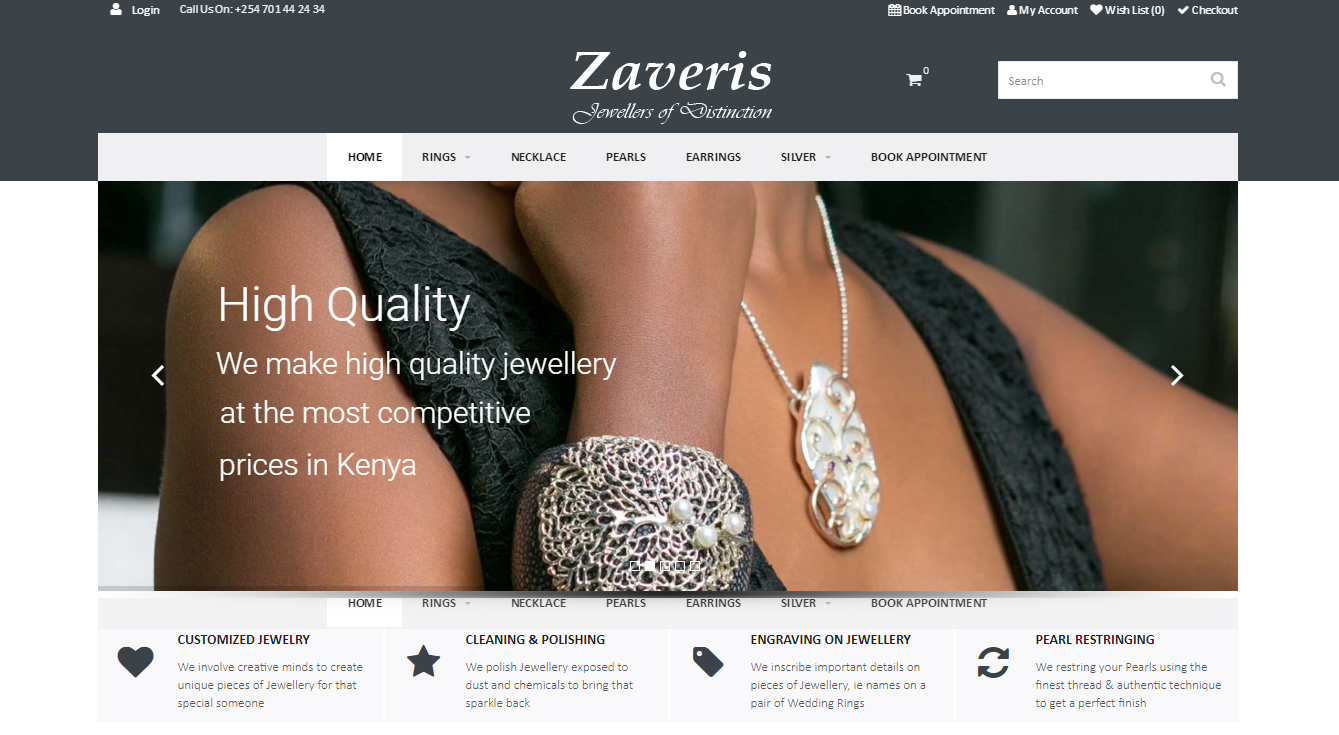 Login Call Us On: +254 701 44 24 34 Book Appointment My Account Wish List (0) Checkout
Zaveris
Jewellers of Distinction
0
Search
HOME RINGS NECKLACE PEARLS EARRINGS SILVER BOOK APPOINTMENT
High Quality
We make high quality jewellery
at the most competitive
prices in Kenya
HOME RINGS NECKLACE PEARLS EARRINGS SILVER BOOK APPOINTMENT
CUSTOMIZED JEWELRY
We involve creative minds to create
unique pieces of Jewellery for that
special someone
CLEANING & POLISHING
We polish Jewellery exposed to
dust and chemicals to bring that
sparkle back
ENGRAVING ON JEWELLERY
We inscribe important details on
pieces of Jewellery, ie names on a
pair of Wedding Rings
PEARL RESTRINGING
We restring your Pearls using the
finest thread & authentic technique
to get a perfect finish